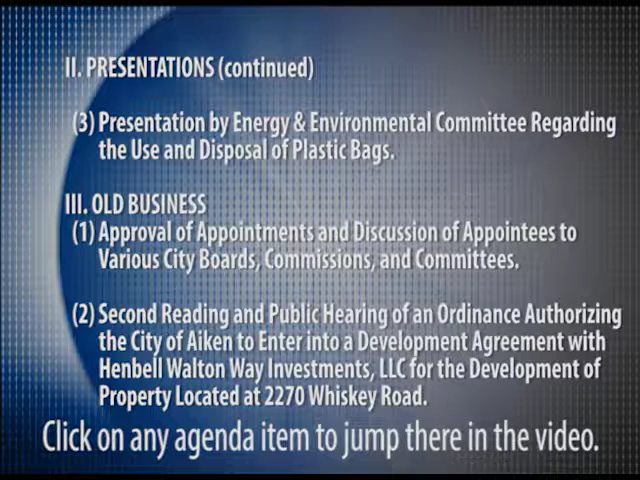 II. PRESENTATIONS (continued)
(3) Presentation by Energy & Environmental Committee Regarding
the Use and Disposal of Plastic Bags.
III. OLD BUSINESS
(1) Approval of Appointments and Discussion of Appointees to
Various City Boards, Commissions, and Committees.
(2) Second Reading and Public Hearing of an Ordinance Authorizing
the City of Aiken to Enter into a Development Agreement with
Henbell Walton Way Investments, LLC for the Development of
Property Located at 2270 Whiskey Road.
Click on any agenda item to jump there in the video.